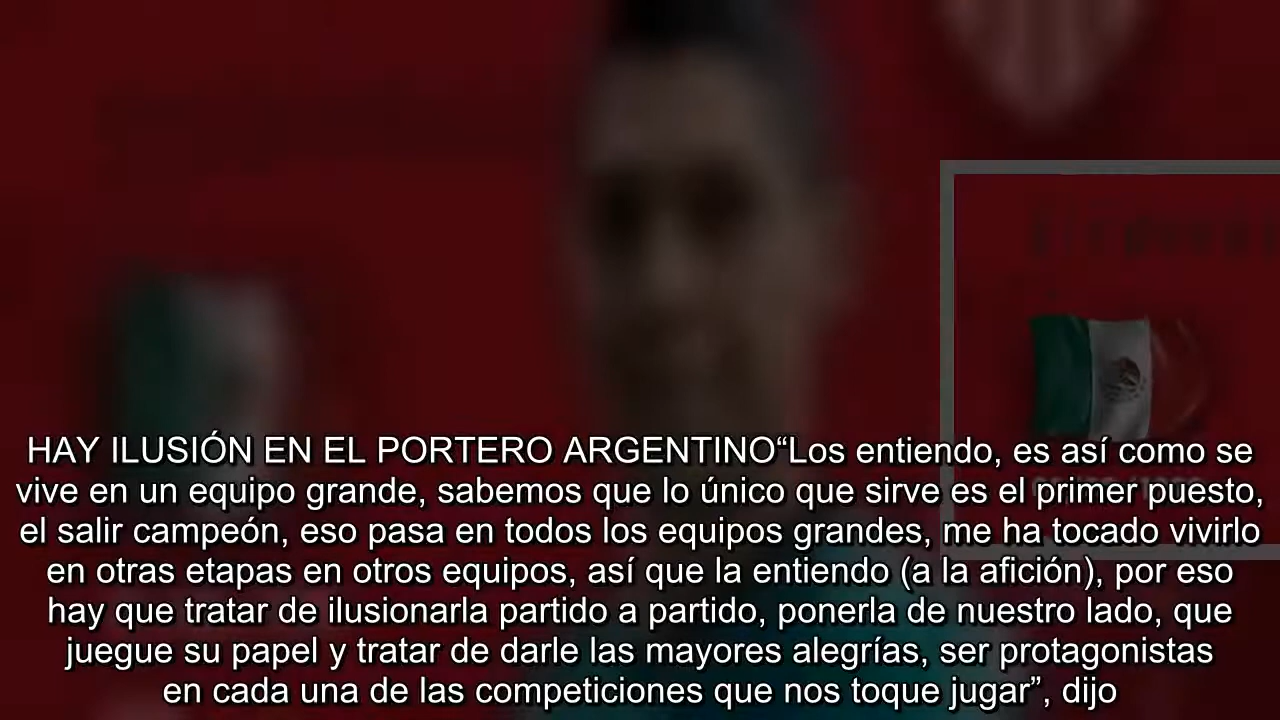 HAY ILUSIÓN EN EL PORTERO ARGENTINO“Los entiendo, es así como se
vive en un equipo grande, sabemos que lo único que sirve es el primer puesto,
el salir campeón, eso pasa en todos los equipos grandes, me ha tocado vivirlo
en otras etapas en otros equipos, así que la entiendo (a la afición), por eso
hay que tratar de ilusionarla partido a partido, ponerla de nuestro lado, que
juegue su papel y tratar de darle las mayores alegrías, ser protagonistas
en cada una de las competiciones que nos toque jugar”, dijo